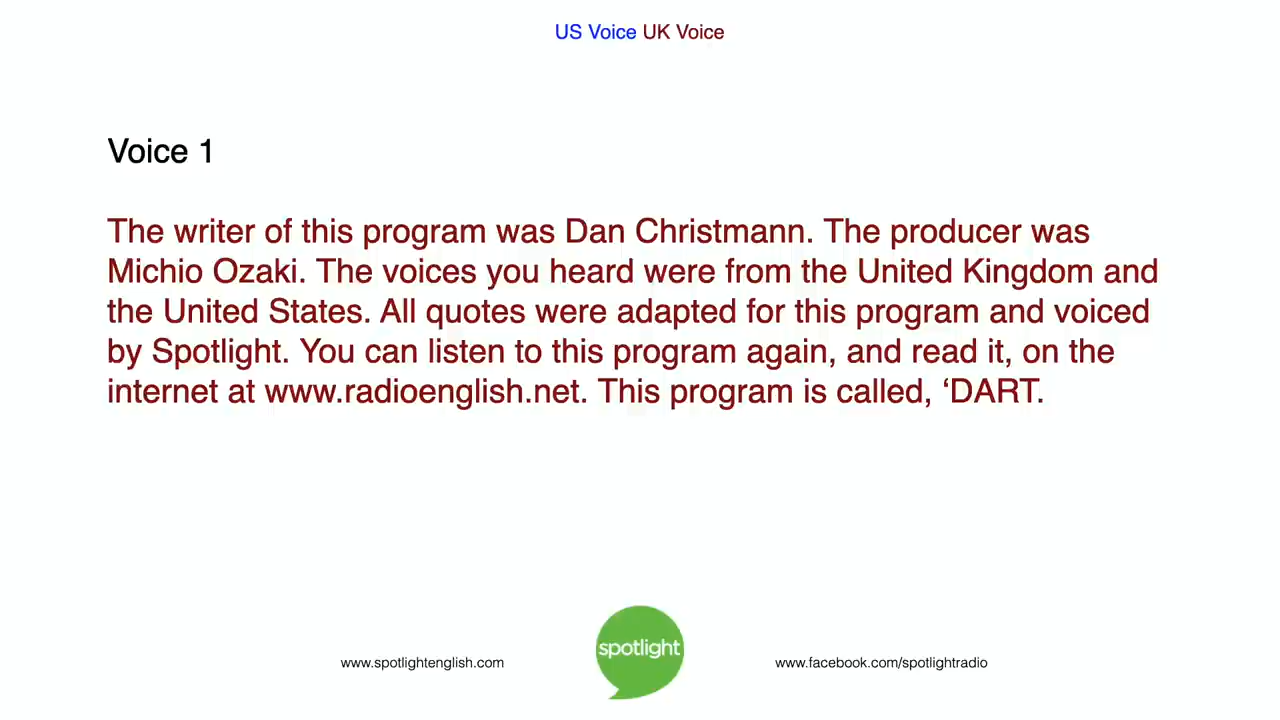 US Voice UK Voice
Voice 1
The writer of this program was Dan Christmann. The producer was
Michio Ozaki. The voices you heard were from the United Kingdom and
the United States. All quotes were adapted for this program and voiced
by Spotlight. You can listen to this program again, and read it, on the
internet at www.radioenglish.net. This program is called, ‘DART.
spotlight
www.spotlightenglish.com
www.facebook.com/spotlightradio